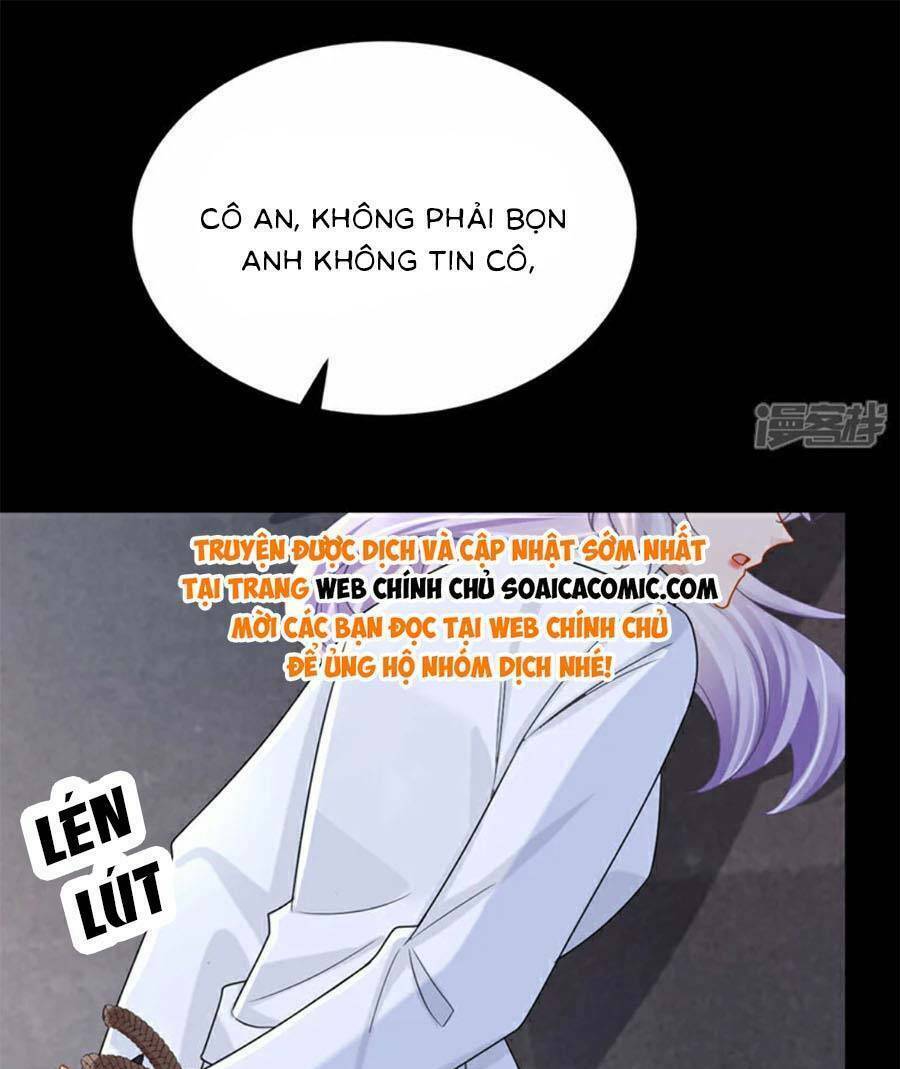 CÔ AN, KHÔNG PHẢI BỌN
ANH KHÔNG TIN CÔ,
漫客栈
TRUYỆN ĐƯỢC DỊCH VÀ CẬP NHẬT SỚM NHẤT
TẠI TRANG WEB CHÍNH CHỦ SOAICACOMIC.COM
MỜI CÁC BẠN ĐỌC TẠI WEB CHÍNH CHỦ
ĐỂ ỦNG HỘ NHÓM DỊCH NHÉ!
LÉN
LÚT